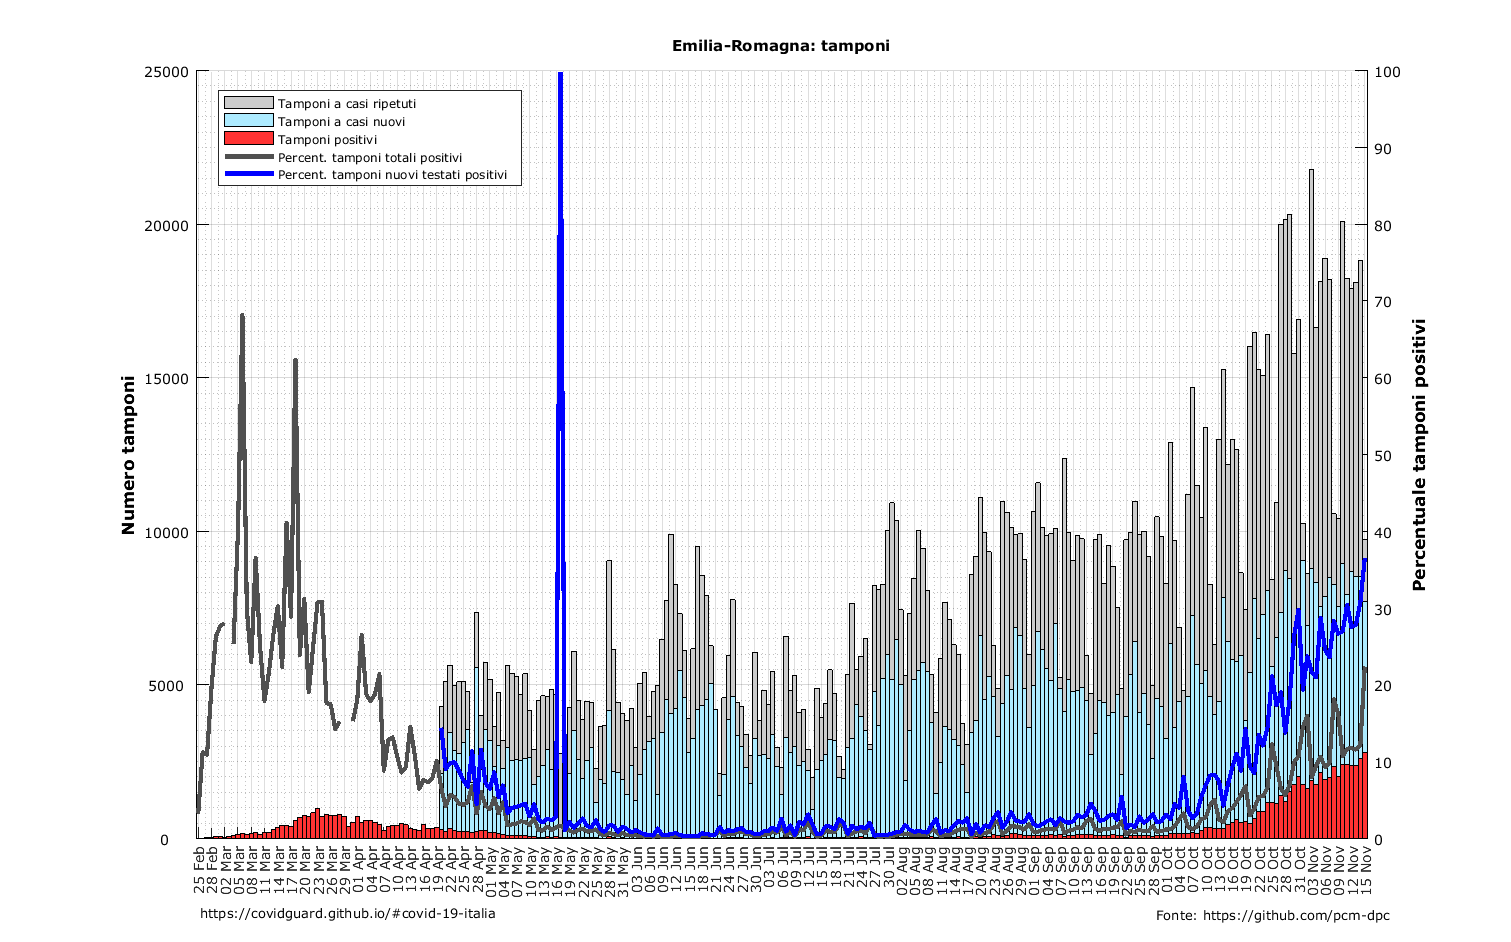 Emilia-Romagna: tamponi
Tamponi a casi ripetuti
Tamponi a casi nuovi
Tamponi positivi
Percent. tamponi totali positivi
Percent. tamponi nuovi testati positivi
Numero tamponi
25000
20000
15000
10000
5000
0
Percentuale tamponi positivi
100
90
80
70
60
50
40
30
20
10
0
25 Feb
28 Feb
02 Mar
05 Mar
08 Mar
11 Mar
14 Mar
17 Mar
20 Mar
23 Mar
26 Mar
29 Mar
01 Apr
04 Apr
07 Apr
10 Apr
13 Apr
16 Apr
19 Apr
22 Apr
25 Apr
28 Apr
01 May
04 May
07 May
10 May
13 May
16 May
19 May
22 May
25 May
28 May
31 May
03 Jun
06 Jun
09 Jun
12 Jun
15 Jun
18 Jun
21 Jun
24 Jun
27 Jun
30 Jun
03 Jul
06 Jul
09 Jul
12 Jul
15 Jul
18 Jul
21 Jul
24 Jul
27 Jul
30 Jul
02 Aug
05 Aug
08 Aug
11 Aug
14 Aug
17 Aug
20 Aug
23 Aug
26 Aug
29 Aug
01 Sep
04 Sep
07 Sep
10 Sep
13 Sep
16 Sep
19 Sep
22 Sep
25 Sep
28 Sep
01 Oct
04 Oct
07 Oct
10 Oct
13 Oct
16 Oct
19 Oct
22 Oct
25 Oct
28 Oct
31 Oct
03 Nov
06 Nov
09 Nov
12 Nov
15 Nov
https://covidguard.github.io/#covid-19-italia
Fonte: https://github.com/pcm-dpc